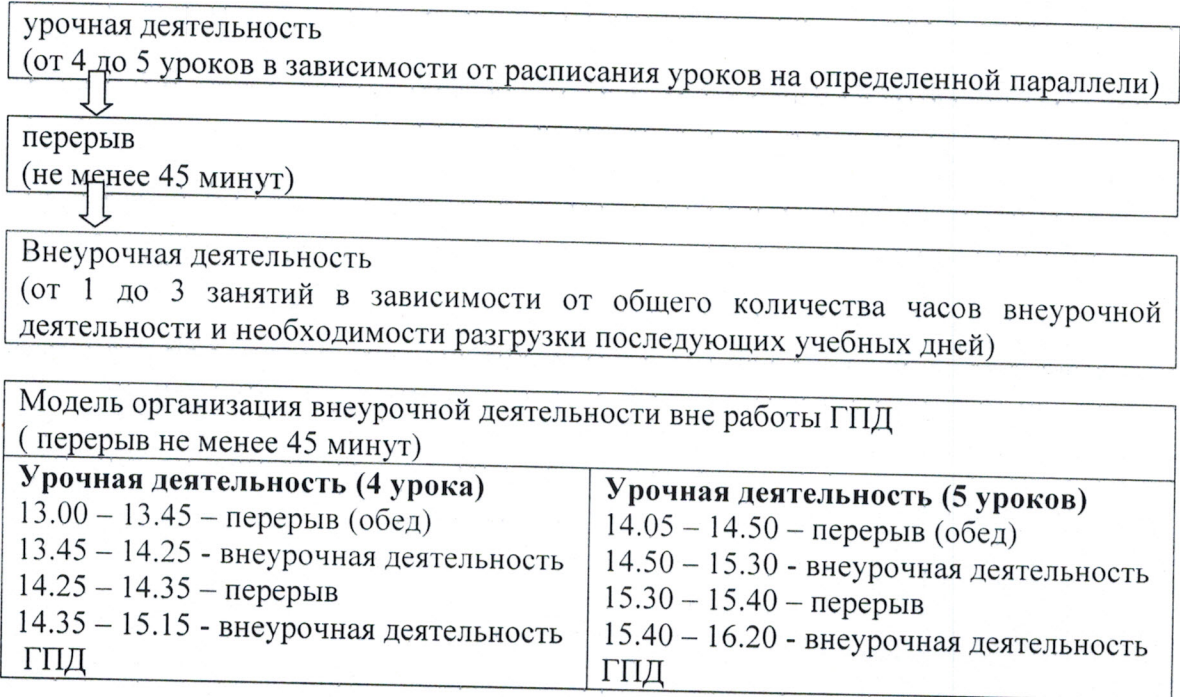 урочная деятельность
(от 4 до 5 уроков в зависимости от расписания уроков на определенной параллели)
перерыв
(не менее 45 минут)
Внеурочная деятельность
(от 1 до 3 занятий в зависимости от общего количества часов внеурочной
деятельности и необходимости разгрузки последующих учебных дней)
Модель организация внеурочной деятельности вне работы ГПД
( перерыв не менее 45 минут)
Урочная деятельность (4 урока)
13.00 – 13.45 – перерыв (обед)
13.45 – 14.25 - внеурочная деятельность
14.25 – 14.35 – перерыв
14.35 – 15.15 - внеурочная деятельность
ГПД
Урочная деятельность (5 уроков)
14.05 – 14.50 – перерыв (обед)
14.50 – 15.30 - внеурочная деятельность
15.30 – 15.40 – перерыв
15.40 – 16.20 - внеурочная деятельность
ГПД